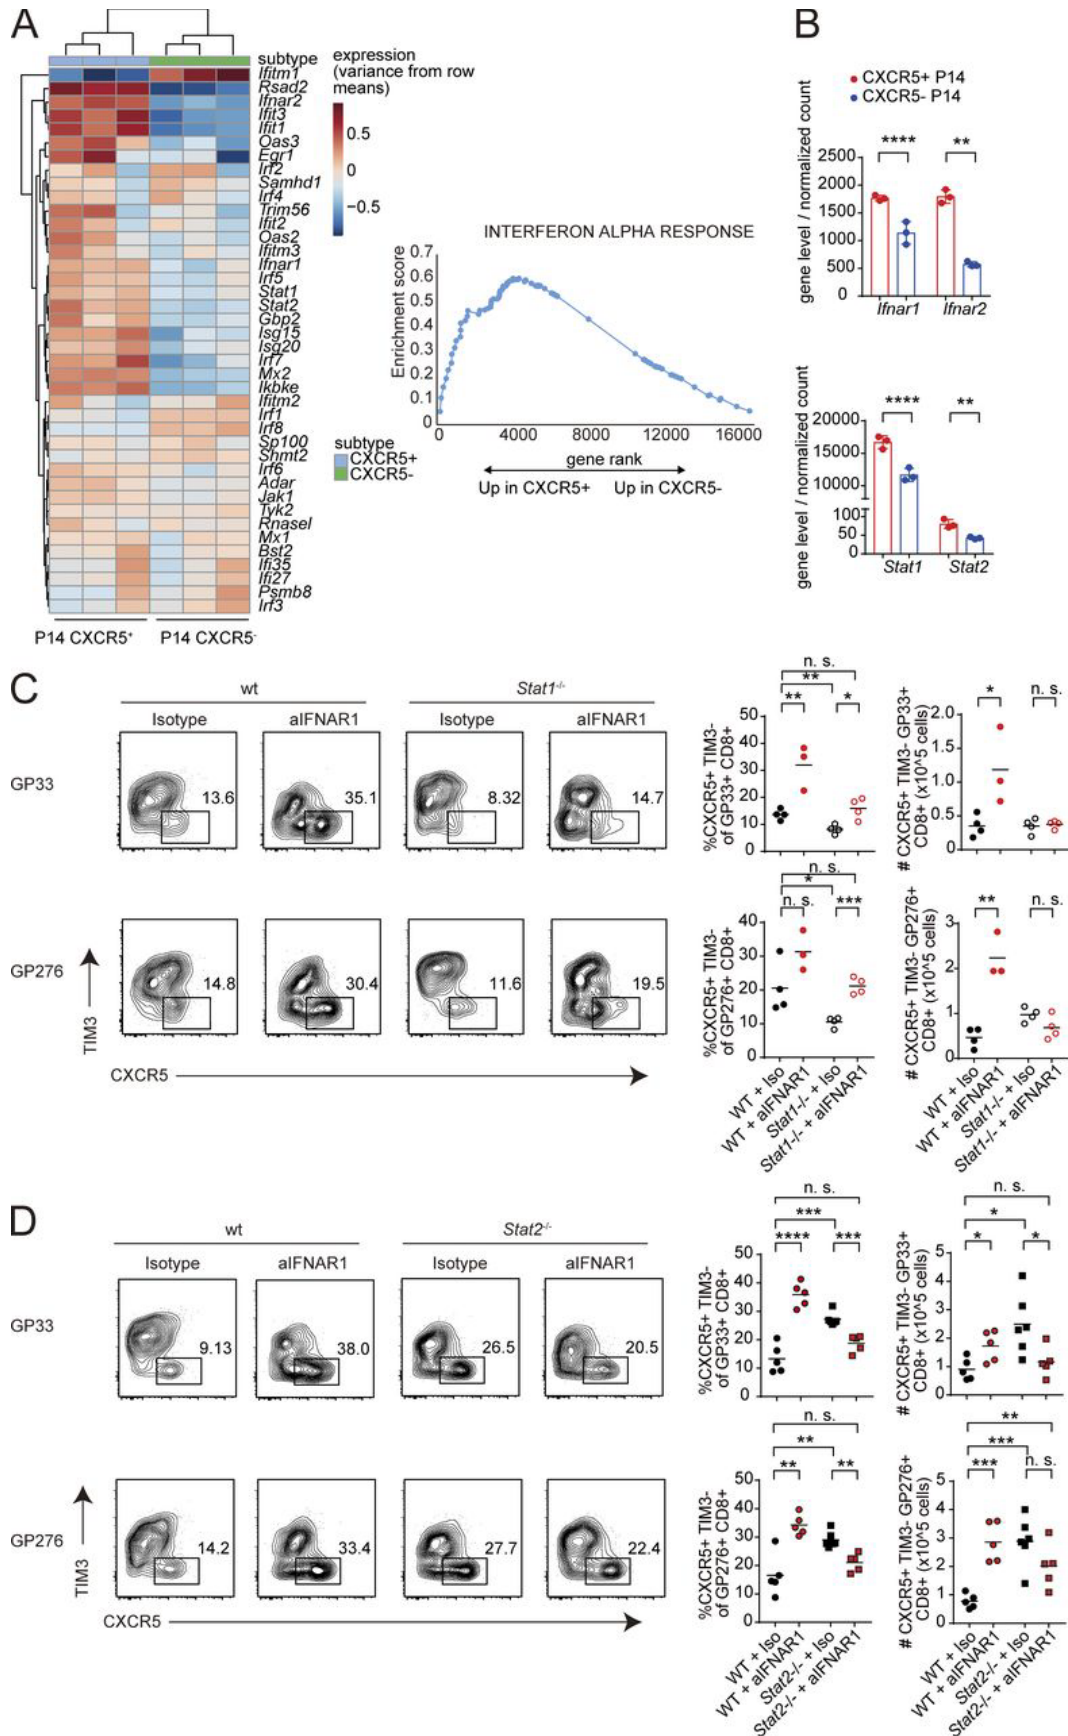 A
subtype
expression
(variance from row
means)
Ifitm1
Rsad2
Ifnar2
Ifit3
Ifit1
Oas3
Egr1
Irf2
Samhd1
Irf4
Trim56
Ifit2
Oas2
Ifitm3
Ifnar1
Irf5
Stat1
Stat2
Gbp2
Isg15
Isg20
Irf7
Mx2
Ikbke
Ifitm2
Irf1
Irf8
Sp100
Shmt2
Irf6
Adar
Jak1
Tyk2
Rnasel
Mx1
Bst2
Ifi35
Ifi27
Psmb8
Irf3
0.5
0
−0.5
P14 CXCR5+
P14 CXCR5-
subtype
CXCR5+
CXCR5-
INTERFERON ALPHA RESPONSE
Enrichment score
0.7
0.6
0.5
0.4
0.3
0.2
0.1
0
0 4000 8000 12000 16000
gene rank
Up in CXCR5+ Up in CXCR5-
B
CXCR5+ P14
CXCR5- P14
gene level / normalized count
2500
2000
1500
1000
500
0
**** **
Ifnar1 Ifnar2
gene level / normalized count
20000
15000
10000
100
50
0
**** **
Stat1 Stat2
C
wt Stat1-/-
Isotype aIFNAR1 Isotype aIFNAR1
GP33
13.6 35.1 8.32 14.7
GP276
14.8 30.4 11.6 19.5
TIM3
CXCR5
%CXCR5+ TIM3-
of GP33+ CD8+
50
40
30
20
10
0
n. s.
**
** *
# CXCR5+ TIM3- GP33+
CD8+ (x10^5 cells)
2.0
1.5
1.0
0.5
0.0
* n. s.
%CXCR5+ TIM3-
of GP276+ CD8+
40
30
20
10
0
n. s.
*
n. s. ***
# CXCR5+ TIM3- GP276+
CD8+ (x10^5 cells)
3
2
1
0
** n. s.
WT + Iso
WT + aIFNAR1
Stat1-/- + Iso
Stat1-/- + aIFNAR1
WT + Iso
WT + aIFNAR1
Stat1-/- + Iso
Stat1-/- + aIFNAR1
D
wt Stat2-/-
Isotype aIFNAR1 Isotype aIFNAR1
GP33
9.13 38.0 26.5 20.5
GP276
14.2 33.4 27.7 22.4
TIM3
CXCR5
%CXCR5+ TIM3-
of GP33+ CD8+
50
40
30
20
10
0
n. s.
***
**** ***
# CXCR5+ TIM3- GP33+
CD8+ (x10^5 cells)
5
4
3
2
1
0
n. s.
*
* *
%CXCR5+ TIM3-
of GP276+ CD8+
50
40
30
20
10
0
n. s.
**
** **
# CXCR5+ TIM3- GP276+
CD8+ (x10^5 cells)
5
4
3
2
1
0
**
***
*** n. s.
WT + Iso
WT + aIFNAR1
Stat2-/- + Iso
Stat2-/- + aIFNAR1
WT + Iso
WT + aIFNAR1
Stat2-/- + Iso
Stat2-/- + aIFNAR1